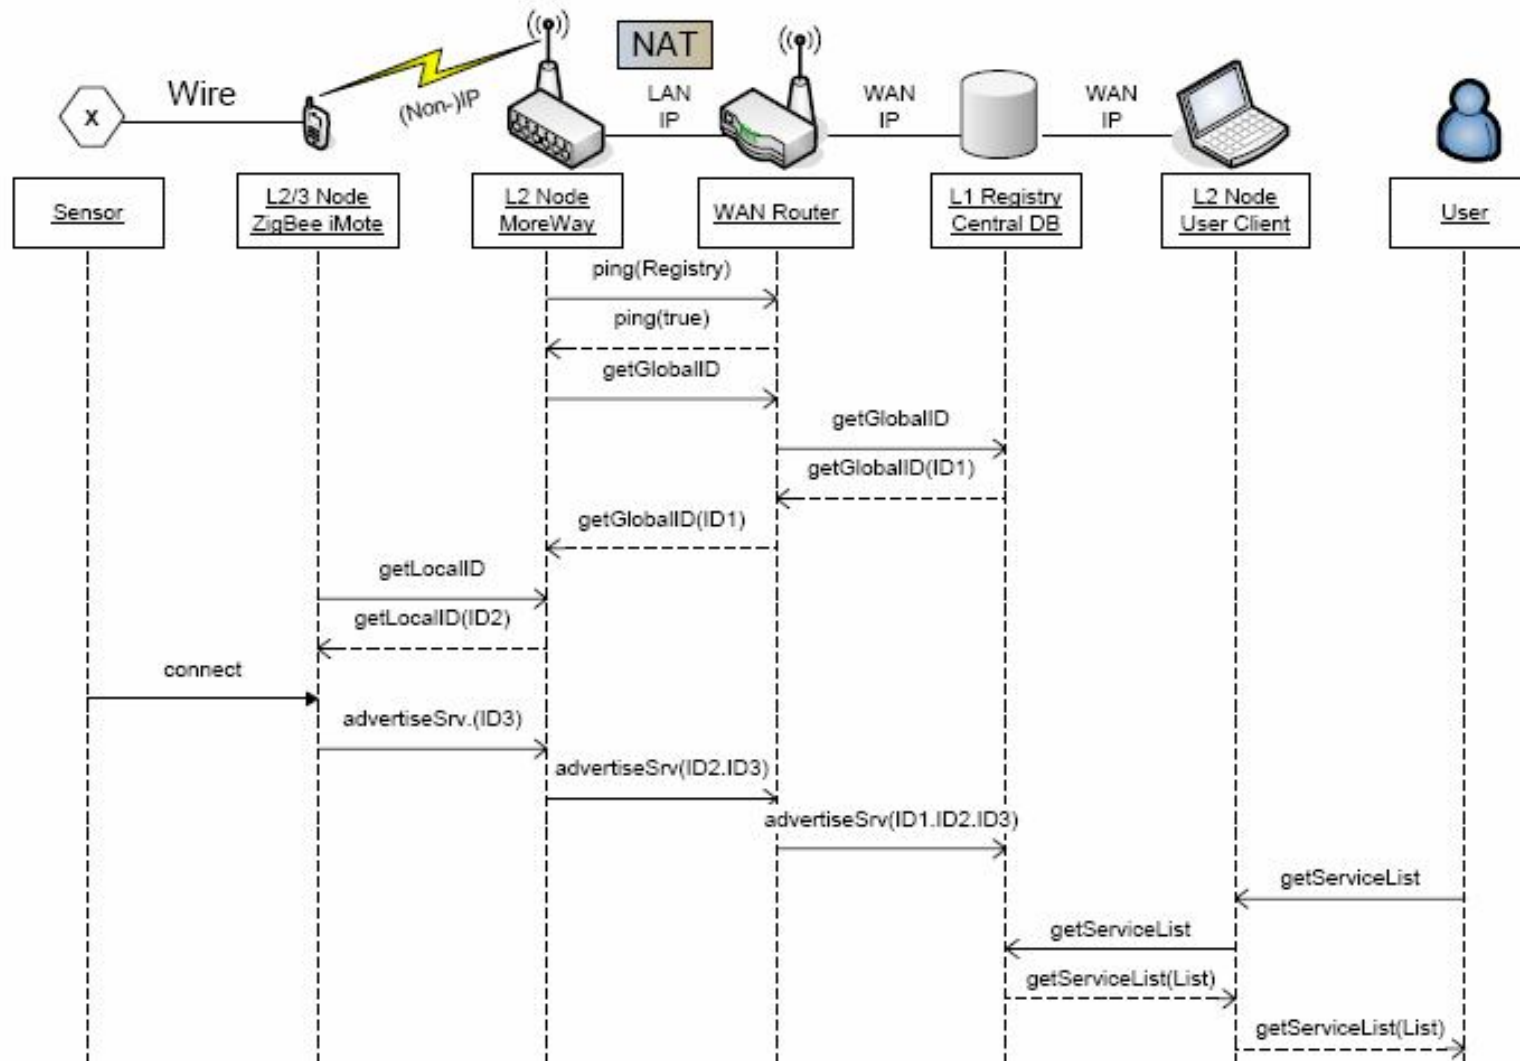 NAT
Wire
(Non-)IP
LAN
IP
WAN
IP
WAN
IP
X
Sensor
L2/3 Node
ZigBee iMote
L2 Node
MoreWay
WAN Router
L1 Registry
Central DB
L2 Node
User Client
User
ping(Registry)
ping(true)
getGlobalID
getGlobalID
getGlobalID(ID1)
getGlobalID(ID1)
getLocalID
getLocalID(ID2)
connect
advertiseSrv.(ID3)
advertiseSrv(ID2.ID3)
advertiseSrv(ID1.ID2.ID3)
getServiceList
getServiceList
getServiceList(List)
getServiceList(List)